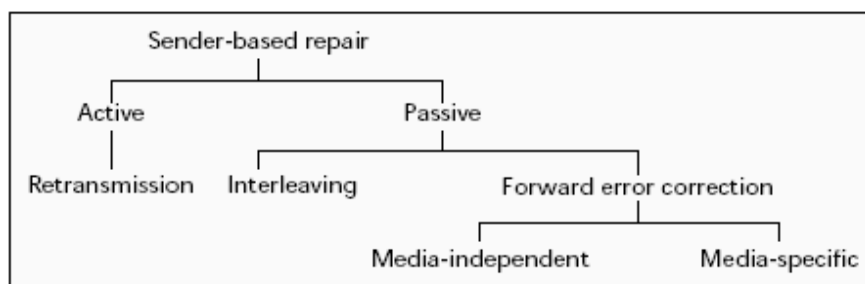 Sender-based repair
Active Passive
Retransmission Interleaving Forward error correction
Media-independent Media-specific